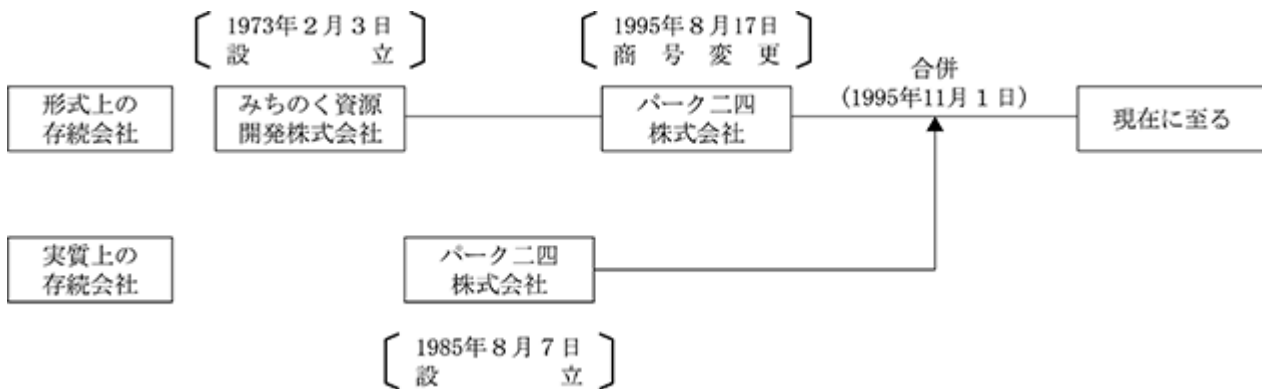 1973年２月３日
設立
1995年８月17日
商号変更
合併
(1995年11月１日)
形式上の
存続会社
みちのく資源
開発株式会社
パーク二四
株式会社
現在に至る
実質上の
存続会社
パーク二四
株式会社
1985年８月７日
設立